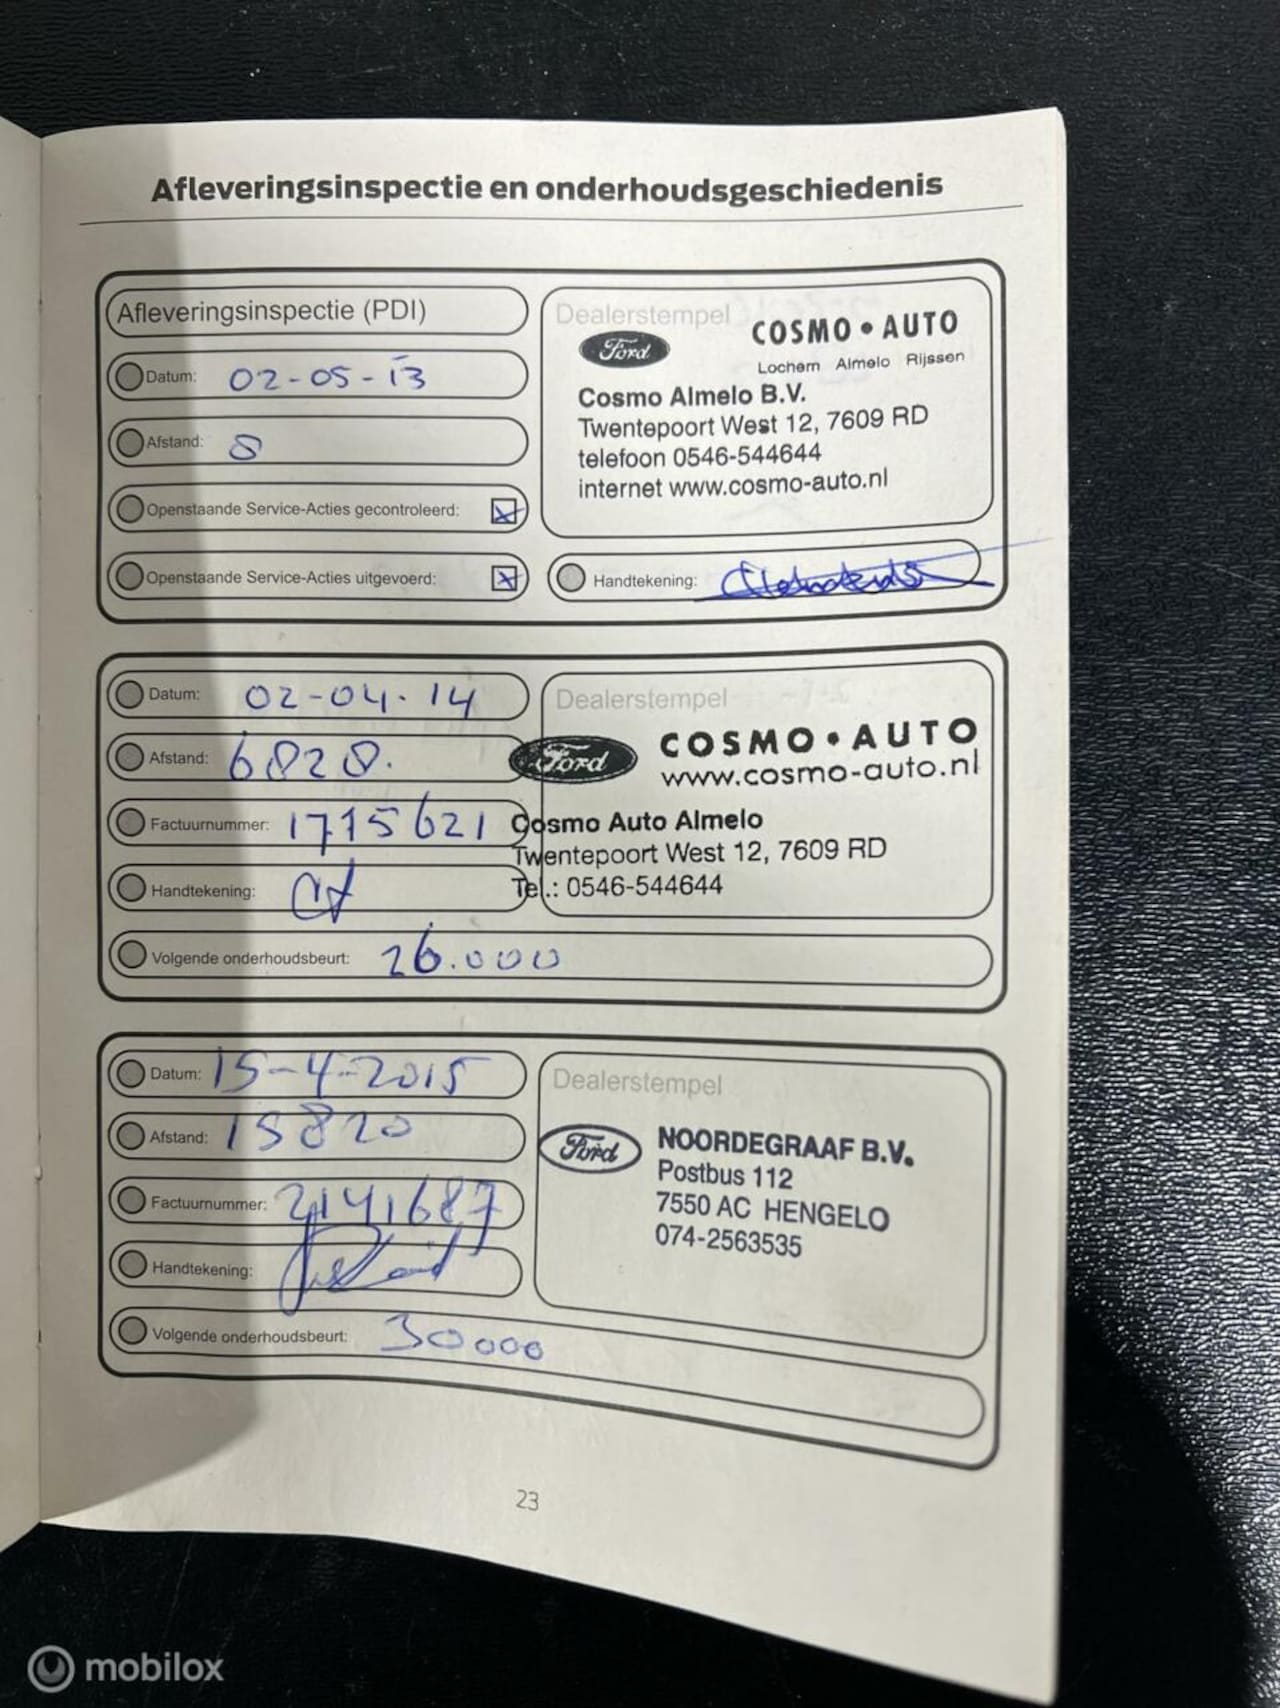 Afleveringsinspectie en onderhoudsgeschiedenis
Afleveringsinspectie (PDI)
Datum: 02-05-13
Afstand: 8
Openstaande Service-Acties gecontroleerd:
Openstaande Service-Acties uitgevoerd:
Dealerstempel
Ford
COSMO • AUTO
Lochem Almelo Rijssen
Cosmo Almelo B.V.
Twentepoort West 12, 7609 RD
telefoon 0546-544644
internet www.cosmo-auto.nl
Handtekening:
Datum: 02-04-14
Afstand: 6828.
Factuurnummer: 1715621
Handtekening:
Volgende onderhoudsbeurt: 26.000
Dealerstempel
Ford
COSMO • AUTO
www.cosmo-auto.nl
Cosmo Auto Almelo
Twentepoort West 12, 7609 RD
Tel.: 0546-544644
Datum: 15-4-2015
Afstand: 15820
Factuurnummer: 2141687
Handtekening:
Volgende onderhoudsbeurt: 30000
Dealerstempel
Ford
NOORDEGRAAF B.V.
Postbus 112
7550 AC HENGELO
074-2563535
23
mobilox